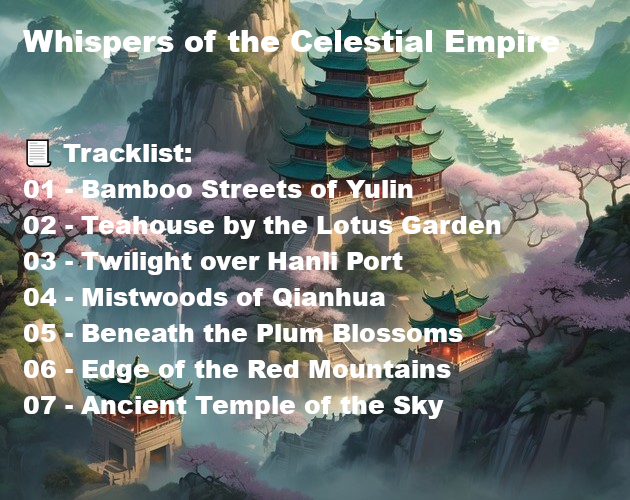 Whispers of the Celestial Empire
📃 Tracklist:
01 - Bamboo Streets of Yulin
02 - Teahouse by the Lotus Garden
03 - Twilight over Hanli Port
04 - Mistwoods of Qianhua
05 - Beneath the Plum Blossoms
06 - Edge of the Red Mountains
07 - Ancient Temple of the Sky